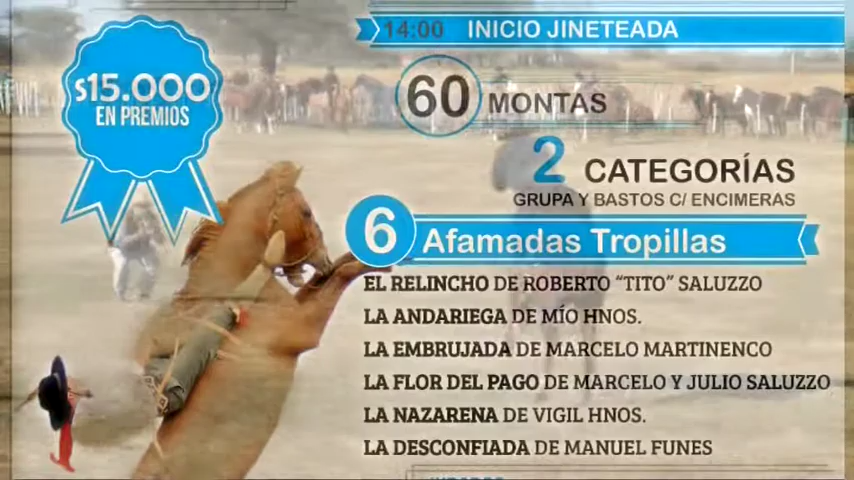 14:00 INICIO JINETEADA
$15.000
EN PREMIOS
60 MONTAS
2 CATEGORÍAS
GRUPA Y BASTOS C/ ENCIMERAS
6 Afamadas Tropillas
EL RELINCHO DE ROBERTO "TITO" SALUZZO
LA ANDARIEGA DE MÍO HNOS.
LA EMBRUJADA DE MARCELO MARTINENCO
LA FLOR DEL PAGO DE MARCELO Y JULIO SALUZZO
LA NAZARENA DE VIGIL HNOS.
LA DESCONFIADA DE MANUEL FUNES